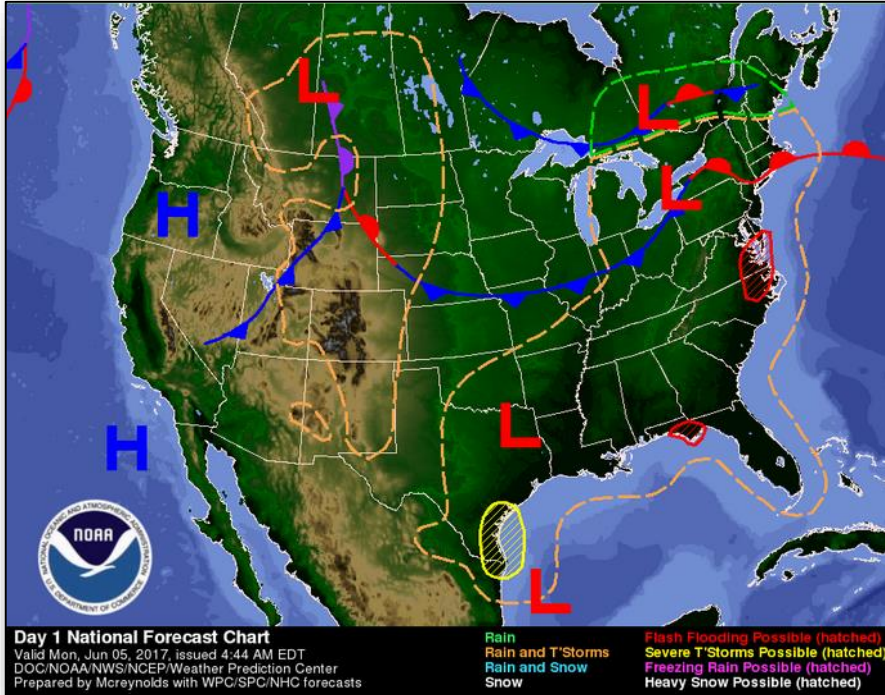 L
L
L
H
L
H
L
NATIONAL OCEANIC AND ATMOSPHERIC ADMINISTRATION
NOAA
U.S. DEPARTMENT OF COMMERCE
Day 1 National Forecast Chart
Valid Mon, Jun 05, 2017, issued 4:44 AM EDT
DOC/NOAA/NWS/NCEP/Weather Prediction Center
Prepared by Mcreynolds with WPC/SPC/NHC forecasts
Rain
Rain and T'Storms
Rain and Snow
Snow
Flash Flooding Possible (hatched)
Severe T'Storms Possible (hatched)
Freezing Rain Possible (hatched)
Heavy Snow Possible (hatched)